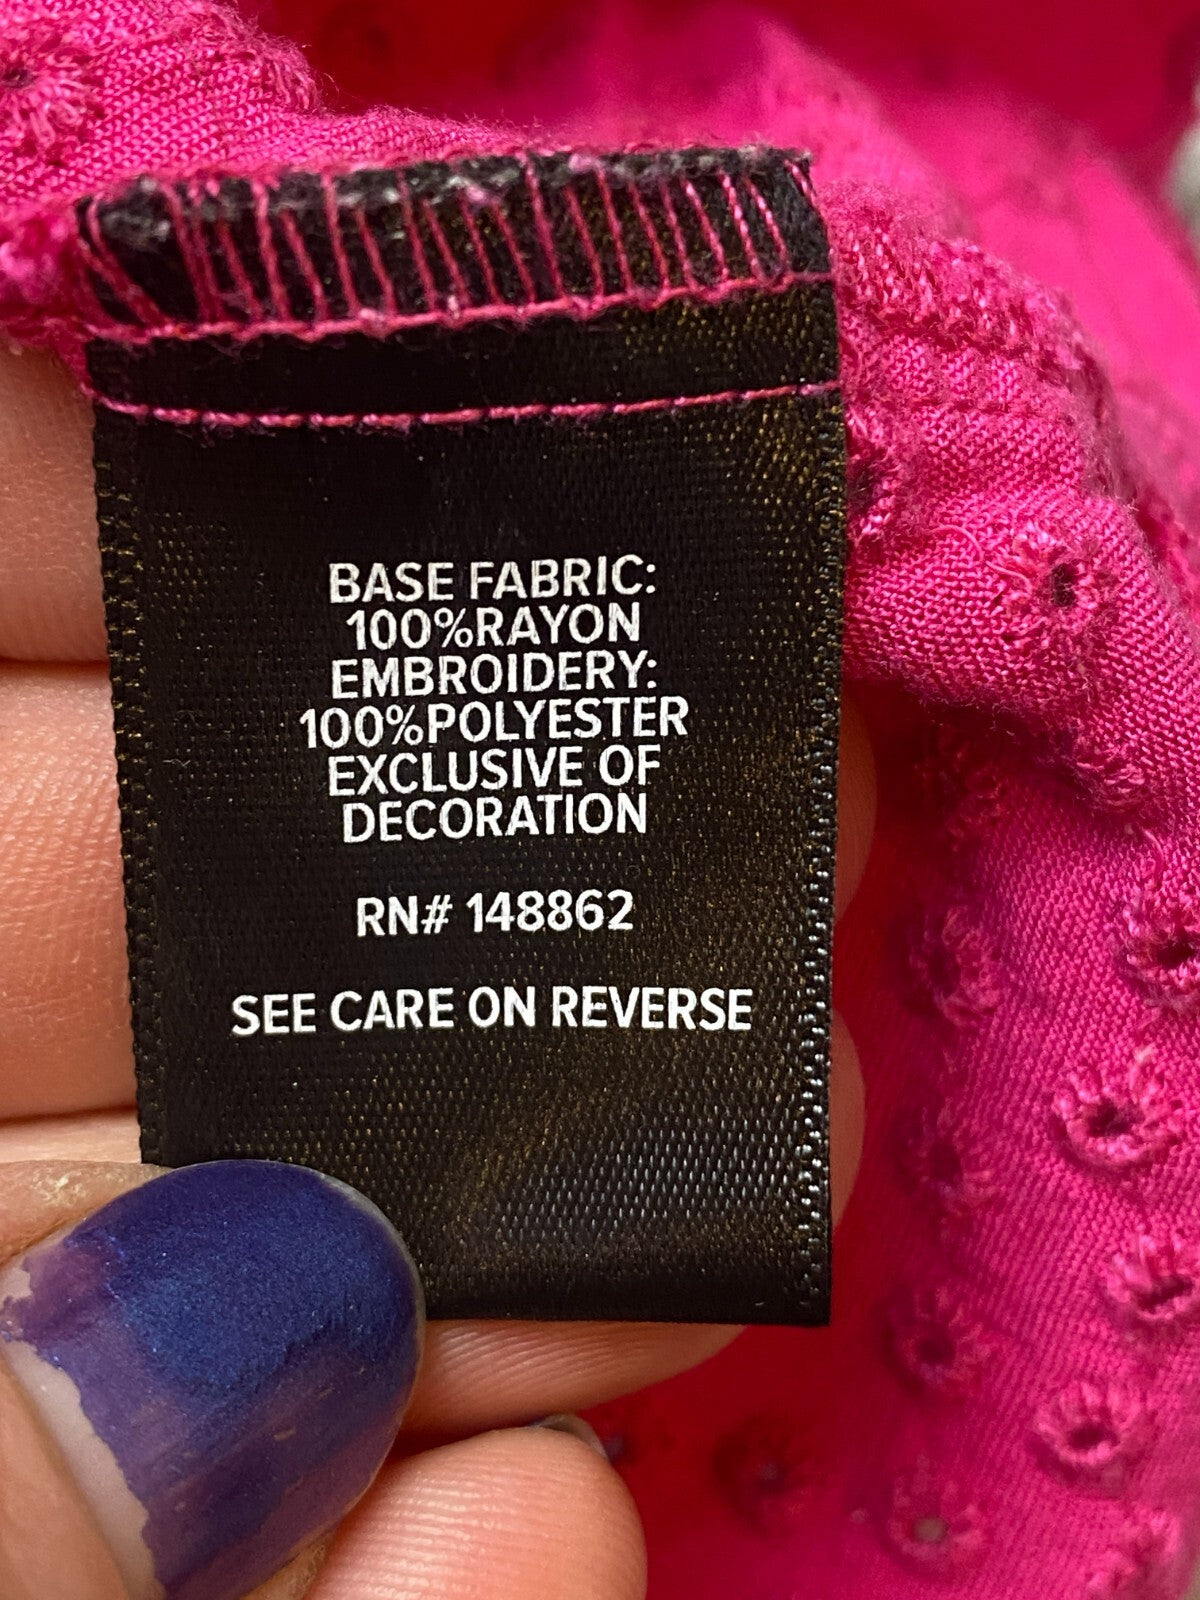 BASE FABRIC:
100%RAYON
EMBROIDERY:
100%POLYESTER
EXCLUSIVE OF
DECORATION
RN# 148862
SEE CARE ON REVERSE